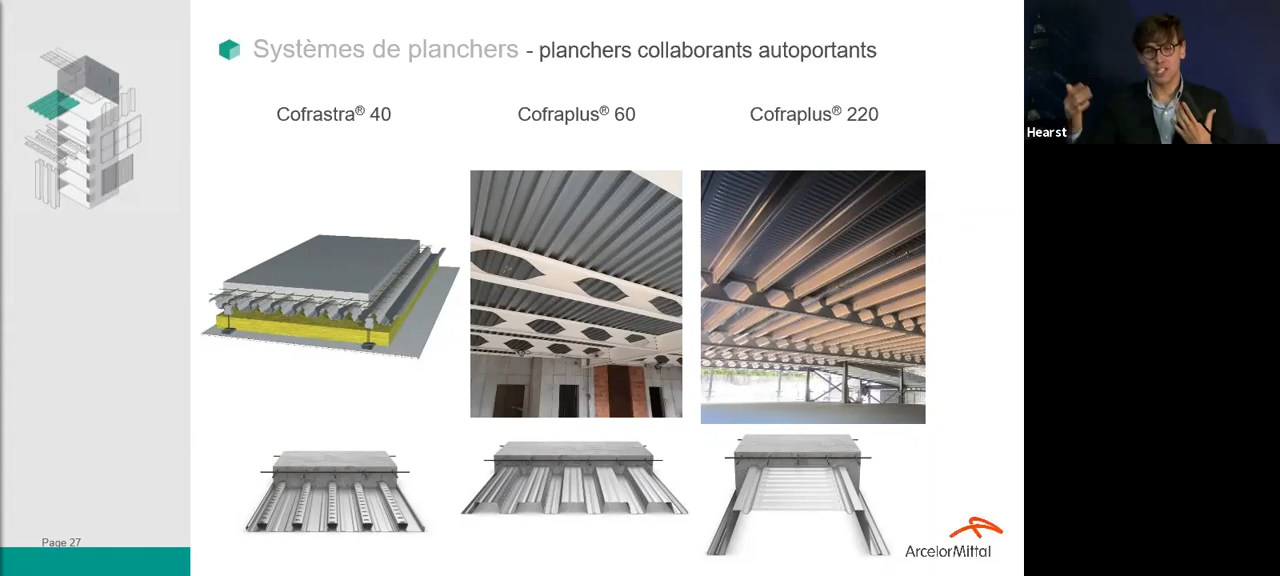 Systèmes de planchers - planchers collaborants autoportants
Cofrastra® 40
Cofraplus® 60
Cofraplus® 220
Hearst
Page 27
ArcelorMittal